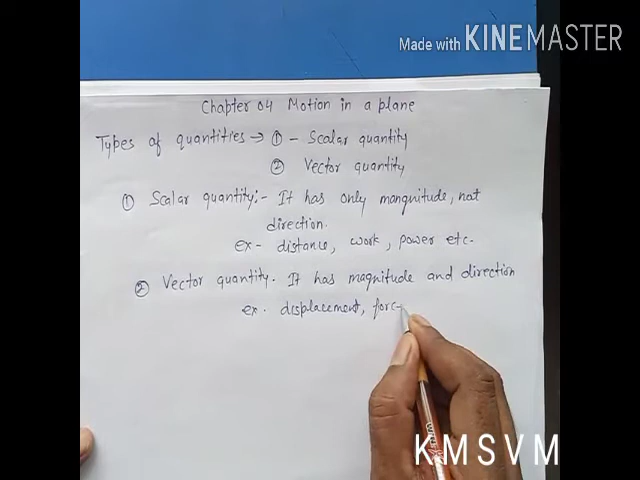 Made with KINEMASTER
Chapter 04 Motion in a plane
Types of quantities → ① - Scalar quantity
② Vector quantity
① Scalar quantity:- It has only mangnitude, not
direction.
ex- distance, work, power etc.
② Vector quantity. It has magnitude and direction
ex. displacement, forc
KMSVM